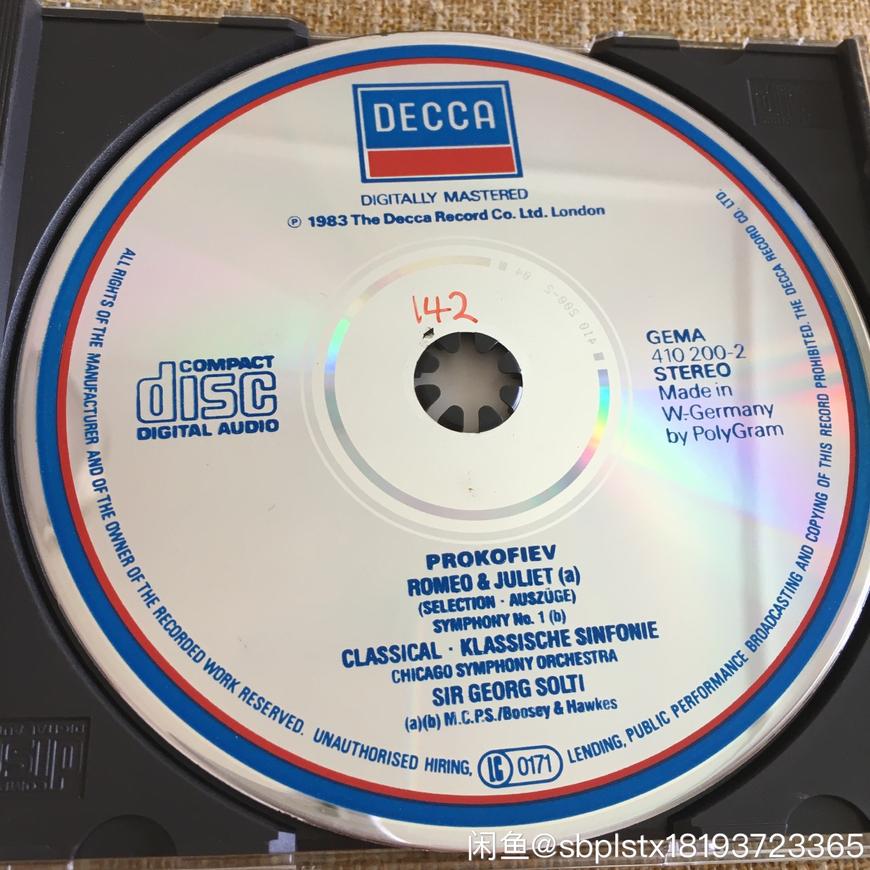 DECCA
DIGITALLY MASTERED
℗ 1983 The Decca Record Co. Ltd. London
142
COMPACT
disc
DIGITAL AUDIO
GEMA
410 200-2
STEREO
Made in
W-Germany
by PolyGram
PROKOFIEV
ROMEO & JULIET (a)
(SELECTION · AUSZÜGE)
SYMPHONY No. 1 (b)
CLASSICAL · KLASSISCHE SINFONIE
CHICAGO SYMPHONY ORCHESTRA
SIR GEORG SOLTI
(a)(b) M.C.P.S./Boosey & Hawkes
ALL RIGHTS OF THE MANUFACTURER AND OF THE OWNER OF THE RECORDED WORK RESERVED. UNAUTHORISED HIRING, LC 0171 LENDING, PUBLIC PERFORMANCE BROADCASTING AND COPYING OF THIS RECORD PROHIBITED. THE DECCA RECORD CO. LTD.
闲鱼@sbplstx18193723365